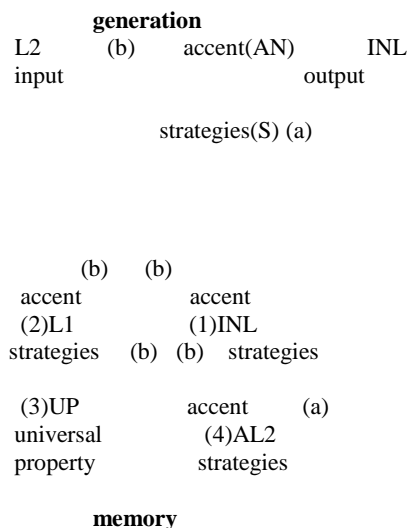 generation
L2 (b) accent(AN) INL
input output
strategies(S) (a)
(b) (b)
accent accent
(2)L1 (1)INL
strategies (b) (b) strategies
(3)UP accent (a)
universal (4)AL2
property strategies
memory